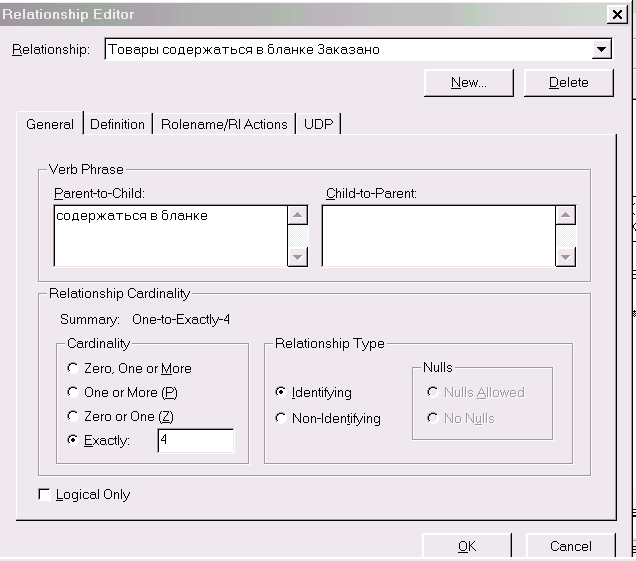 Relationship Editor
Relationship: Товары содержаться в бланке Заказано
New... Delete
General Definition Rolename/RI Actions UDP
Verb Phrase
Parent-to-Child: Child-to-Parent:
содержаться в бланке
Relationship Cardinality
Summary: One-to-Exactly-4
Cardinality Relationship Type
Zero, One or More Nulls
One or More (P) Identifying Nulls Allowed
Zero or One (Z) Non-Identifying No Nulls
Exactly: 4
Logical Only
OK Cancel